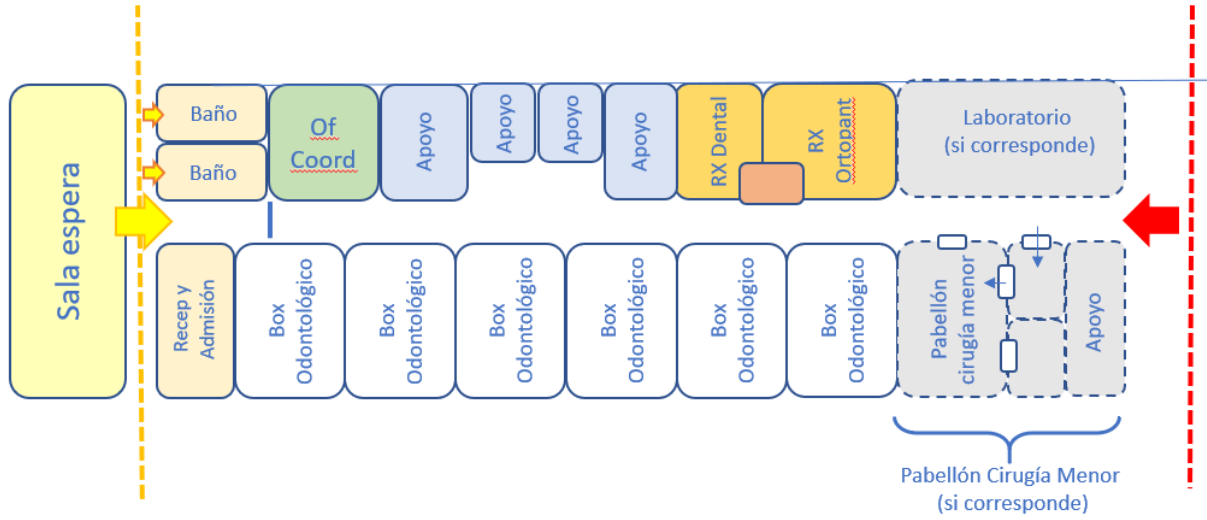 Sala espera
Baño
Baño
Of
Coord
Apoyo
Apoyo
Apoyo
Apoyo
RX Dental
RX
Ortopant
Laboratorio
(si corresponde)
Recep y
Admisión
Box
Odontológico
Box
Odontológico
Box
Odontológico
Box
Odontológico
Box
Odontológico
Box
Odontológico
Pabellón
cirugía menor
Apoyo
Pabellón Cirugía Menor
(si corresponde)